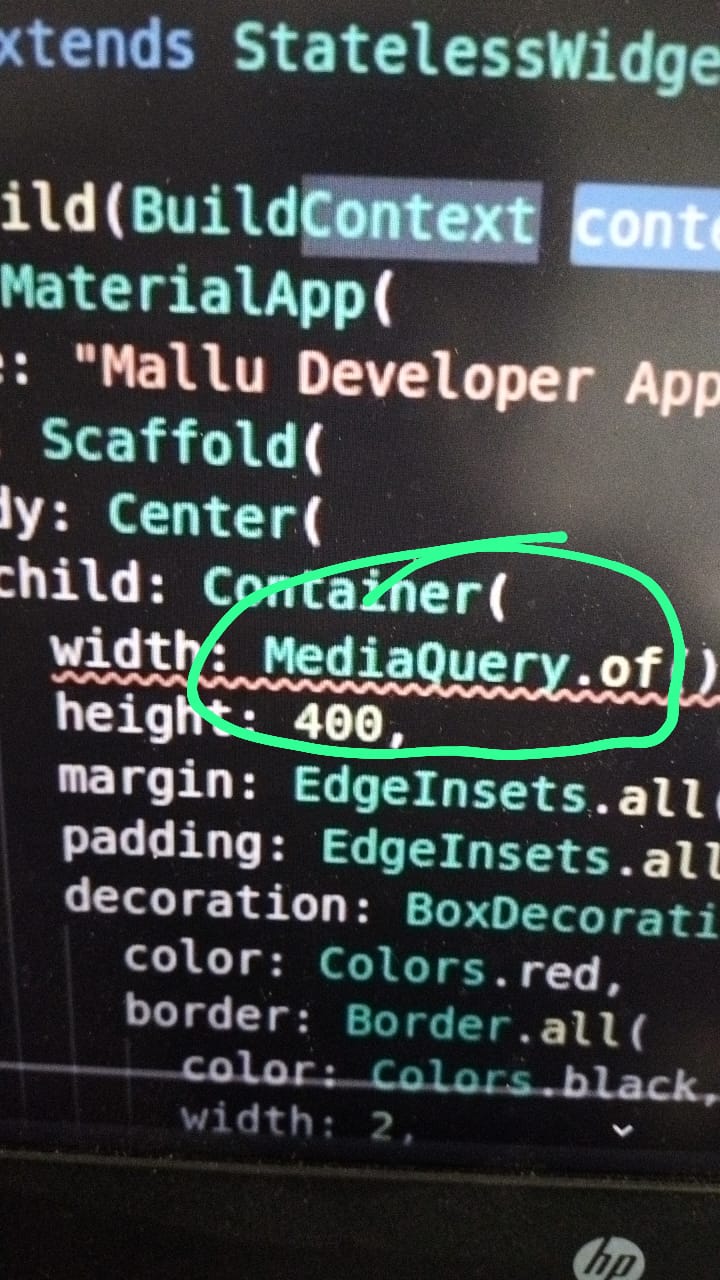 xtends StatelessWidge
ild(BuildContext conte
MaterialApp(
e: "Mallu Developer App
Scaffold(
dy: Center(
child: Container(
width: MediaQuery.of()
height: 400,
margin: EdgeInsets.all(
padding: EdgeInsets.all
decoration: BoxDecorati
color: Colors.red,
border: Border.all(
color: Colors.black,
width: 2,
hp